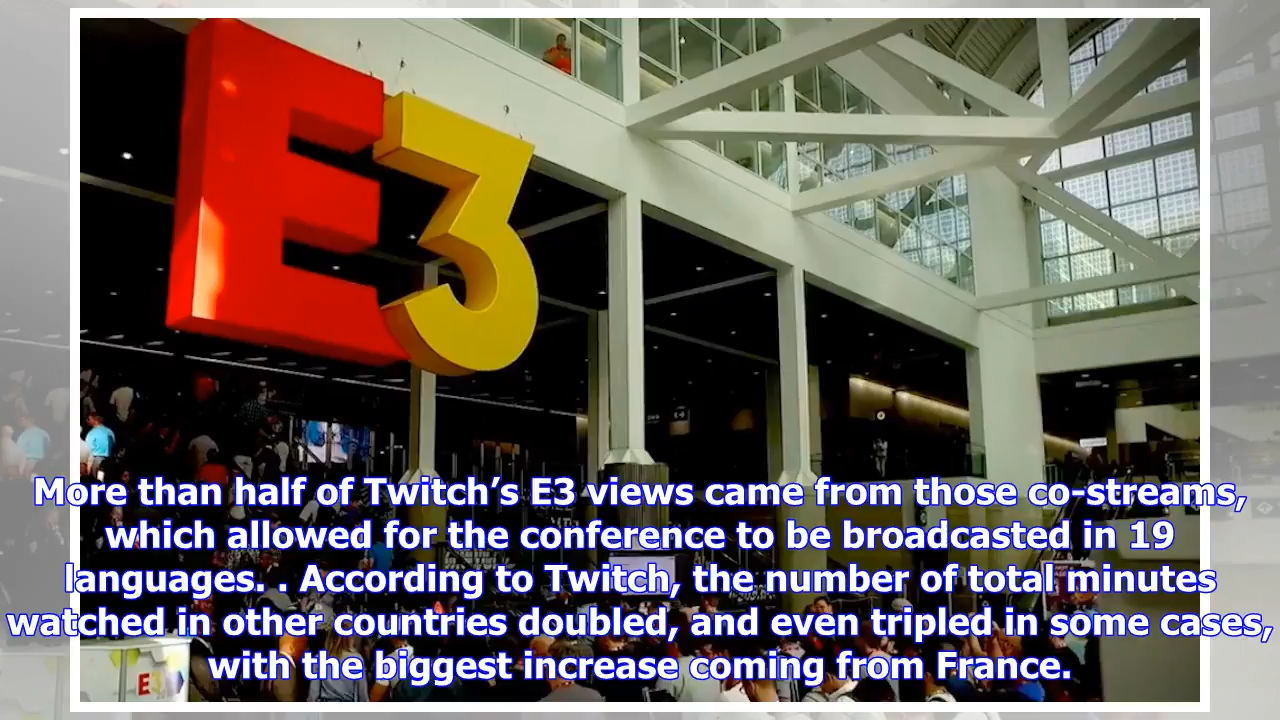 E3
More than half of Twitch’s E3 views came from those co-streams,
which allowed for the conference to be broadcasted in 19
languages. . According to Twitch, the number of total minutes
watched in other countries doubled, and even tripled in some cases,
with the biggest increase coming from France.
E3